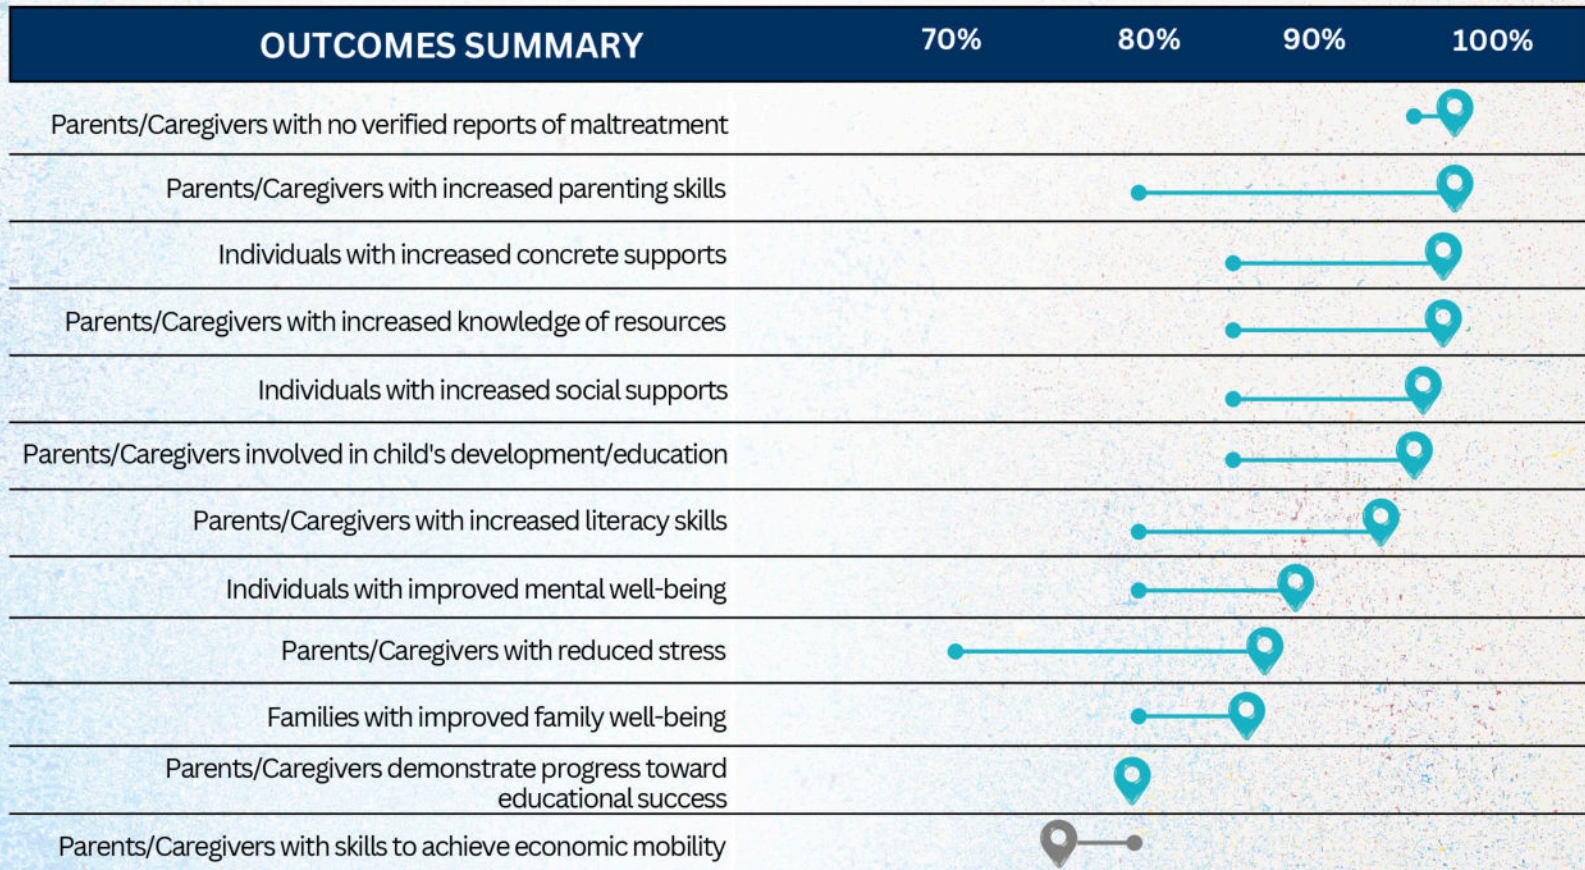 OUTCOMES SUMMARY 70% 80% 90% 100%
Parents/Caregivers with no verified reports of maltreatment
Parents/Caregivers with increased parenting skills
Individuals with increased concrete supports
Parents/Caregivers with increased knowledge of resources
Individuals with increased social supports
Parents/Caregivers involved in child's development/education
Parents/Caregivers with increased literacy skills
Individuals with improved mental well-being
Parents/Caregivers with reduced stress
Families with improved family well-being
Parents/Caregivers demonstrate progress toward
educational success
Parents/Caregivers with skills to achieve economic mobility